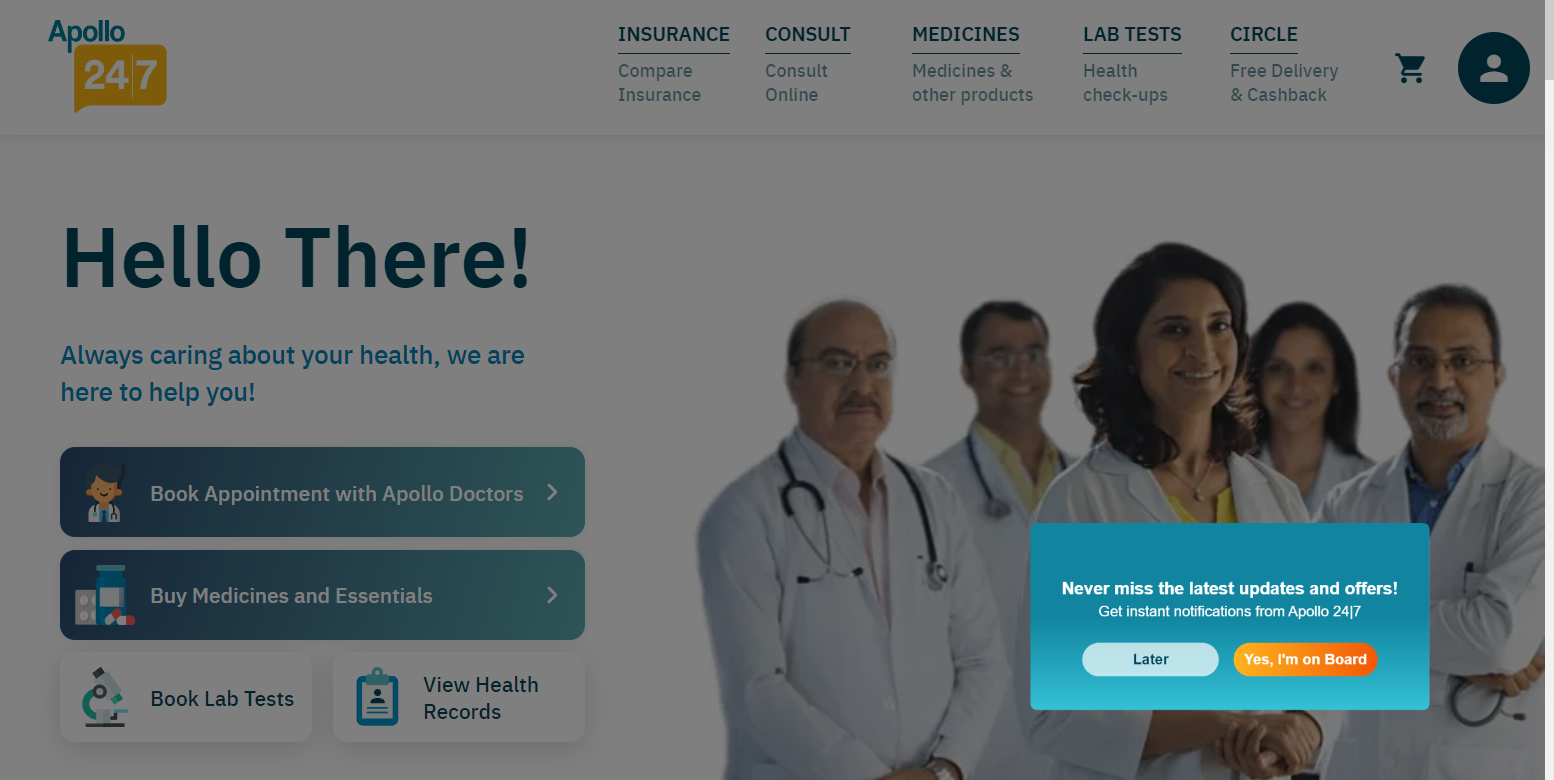 Apollo
24|7
INSURANCE
Compare
Insurance
CONSULT
Consult
Online
MEDICINES
Medicines &
other products
LAB TESTS
Health
check-ups
CIRCLE
Free Delivery
& Cashback
Hello There!
Always caring about your health, we are
here to help you!
Book Appointment with Apollo Doctors
Buy Medicines and Essentials
Book Lab Tests
View Health
Records
Never miss the latest updates and offers!
Get instant notifications from Apollo 24|7
Later
Yes, I'm on Board